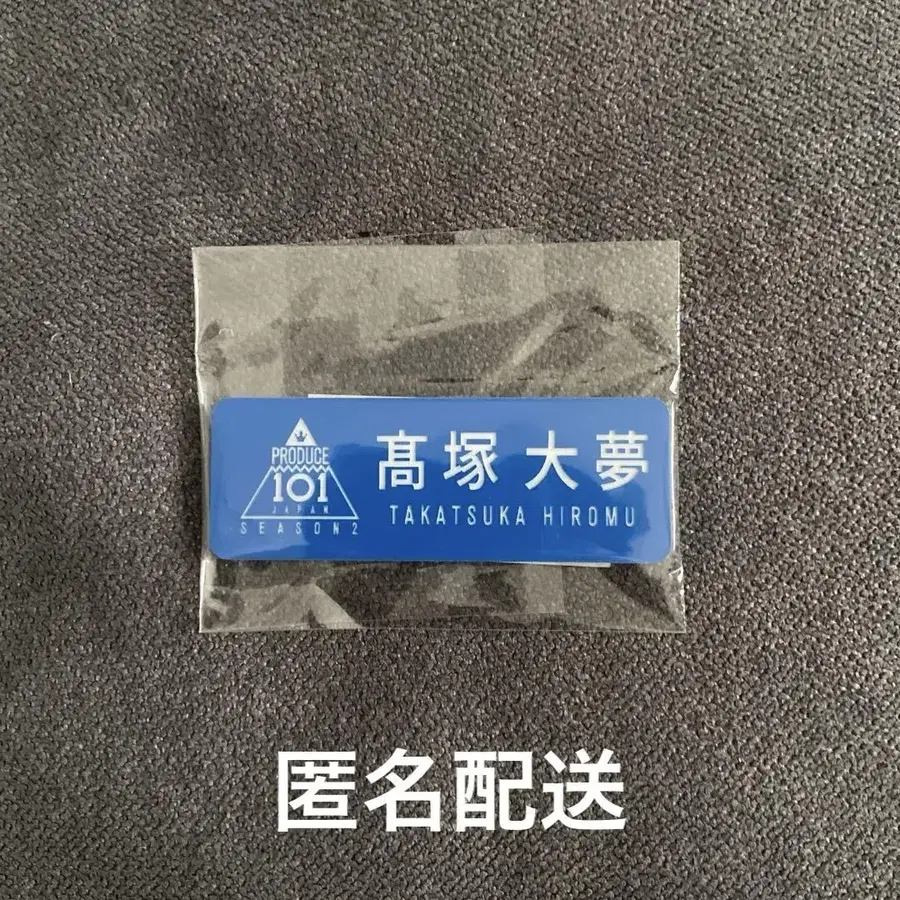 PRODUCE
101
JAPAN
SEASON2
髙塚 大夢
TAKATSUKA HIROMU
匿名配送